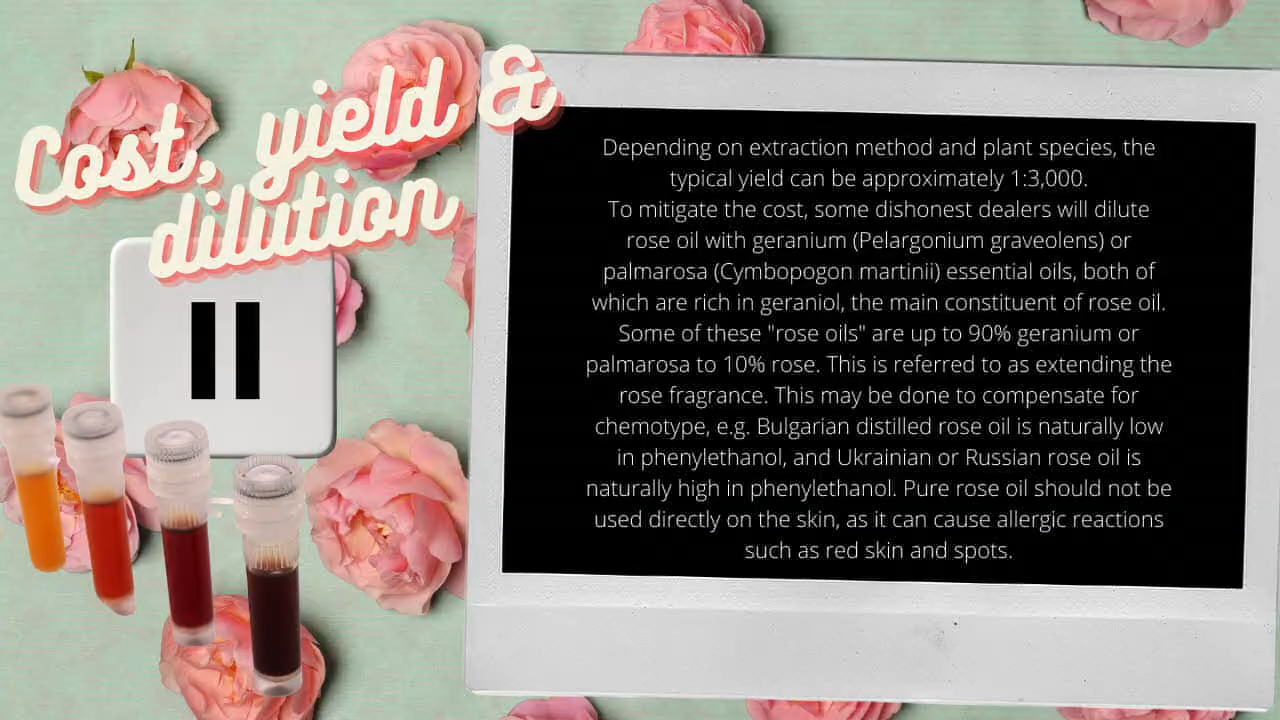 Cost, yield &
dilution
Depending on extraction method and plant species, the
typical yield can be approximately 1:3,000.
To mitigate the cost, some dishonest dealers will dilute
rose oil with geranium (Pelargonium graveolens) or
palmarosa (Cymbopogon martinii) essential oils, both of
which are rich in geraniol, the main constituent of rose oil.
Some of these "rose oils" are up to 90% geranium or
palmarosa to 10% rose. This is referred to as extending the
rose fragrance. This may be done to compensate for
chemotype, e.g. Bulgarian distilled rose oil is naturally low
in phenylethanol, and Ukrainian or Russian rose oil is
naturally high in phenylethanol. Pure rose oil should not be
used directly on the skin, as it can cause allergic reactions
such as red skin and spots.